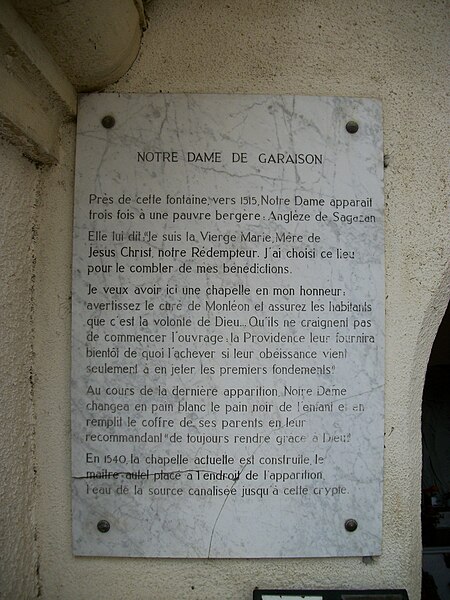 NOTRE DAME DE GARAISON
Près de cette fontaine, vers 1515, Notre Dame apparait
trois fois à une pauvre bergere : Anglèze de Sagazan
Elle lui dit: "Je suis la Vierge Marie, Mère de
Jesus Christ, notre Rédempteur. J'ai choisi ce lieu
pour le combler de mes bénédictions.
Je veux avoir ici une chapelle en mon honneur:
avertissez le curé de Monléon et assurez les habitants
que c'est la volonte de Dieu... Qu'ils ne craignent pas
de commencer l'ouvrage : la Providence leur fournira
bientôt de quoi l'achever si leur obéissance vient
seulement à en jeter les premiers fondements"
Au cours de la dernière apparition, Notre Dame
changea en pain blanc le pain noir de l'enfant et en
remplit le coffre de ses parents en leur
recommandant "de toujours rendre grace à Dieu."
En 1540, la chapelle actuelle est construite, le
maître-autel placé à l'endroit de l'apparition,
l'eau de la source canalisée jusqu'à cette crypte.